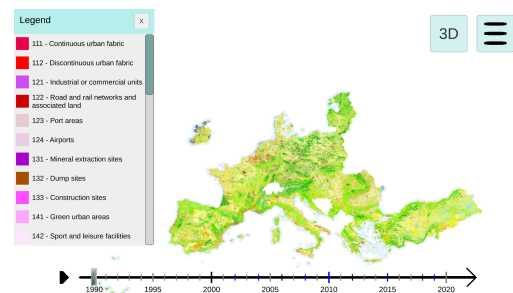 Legend
x
3D
111 - Continuous urban fabric
112 - Discontinuous urban fabric
121 - Industrial or commercial units
122 - Road and rail networks and
associated land
123 - Port areas
124 - Airports
131 - Mineral extraction sites
132 - Dump sites
133 - Construction sites
141 - Green urban areas
142 - Sport and leisure facilities
1990 1995 2000 2005 2010 2015 2020